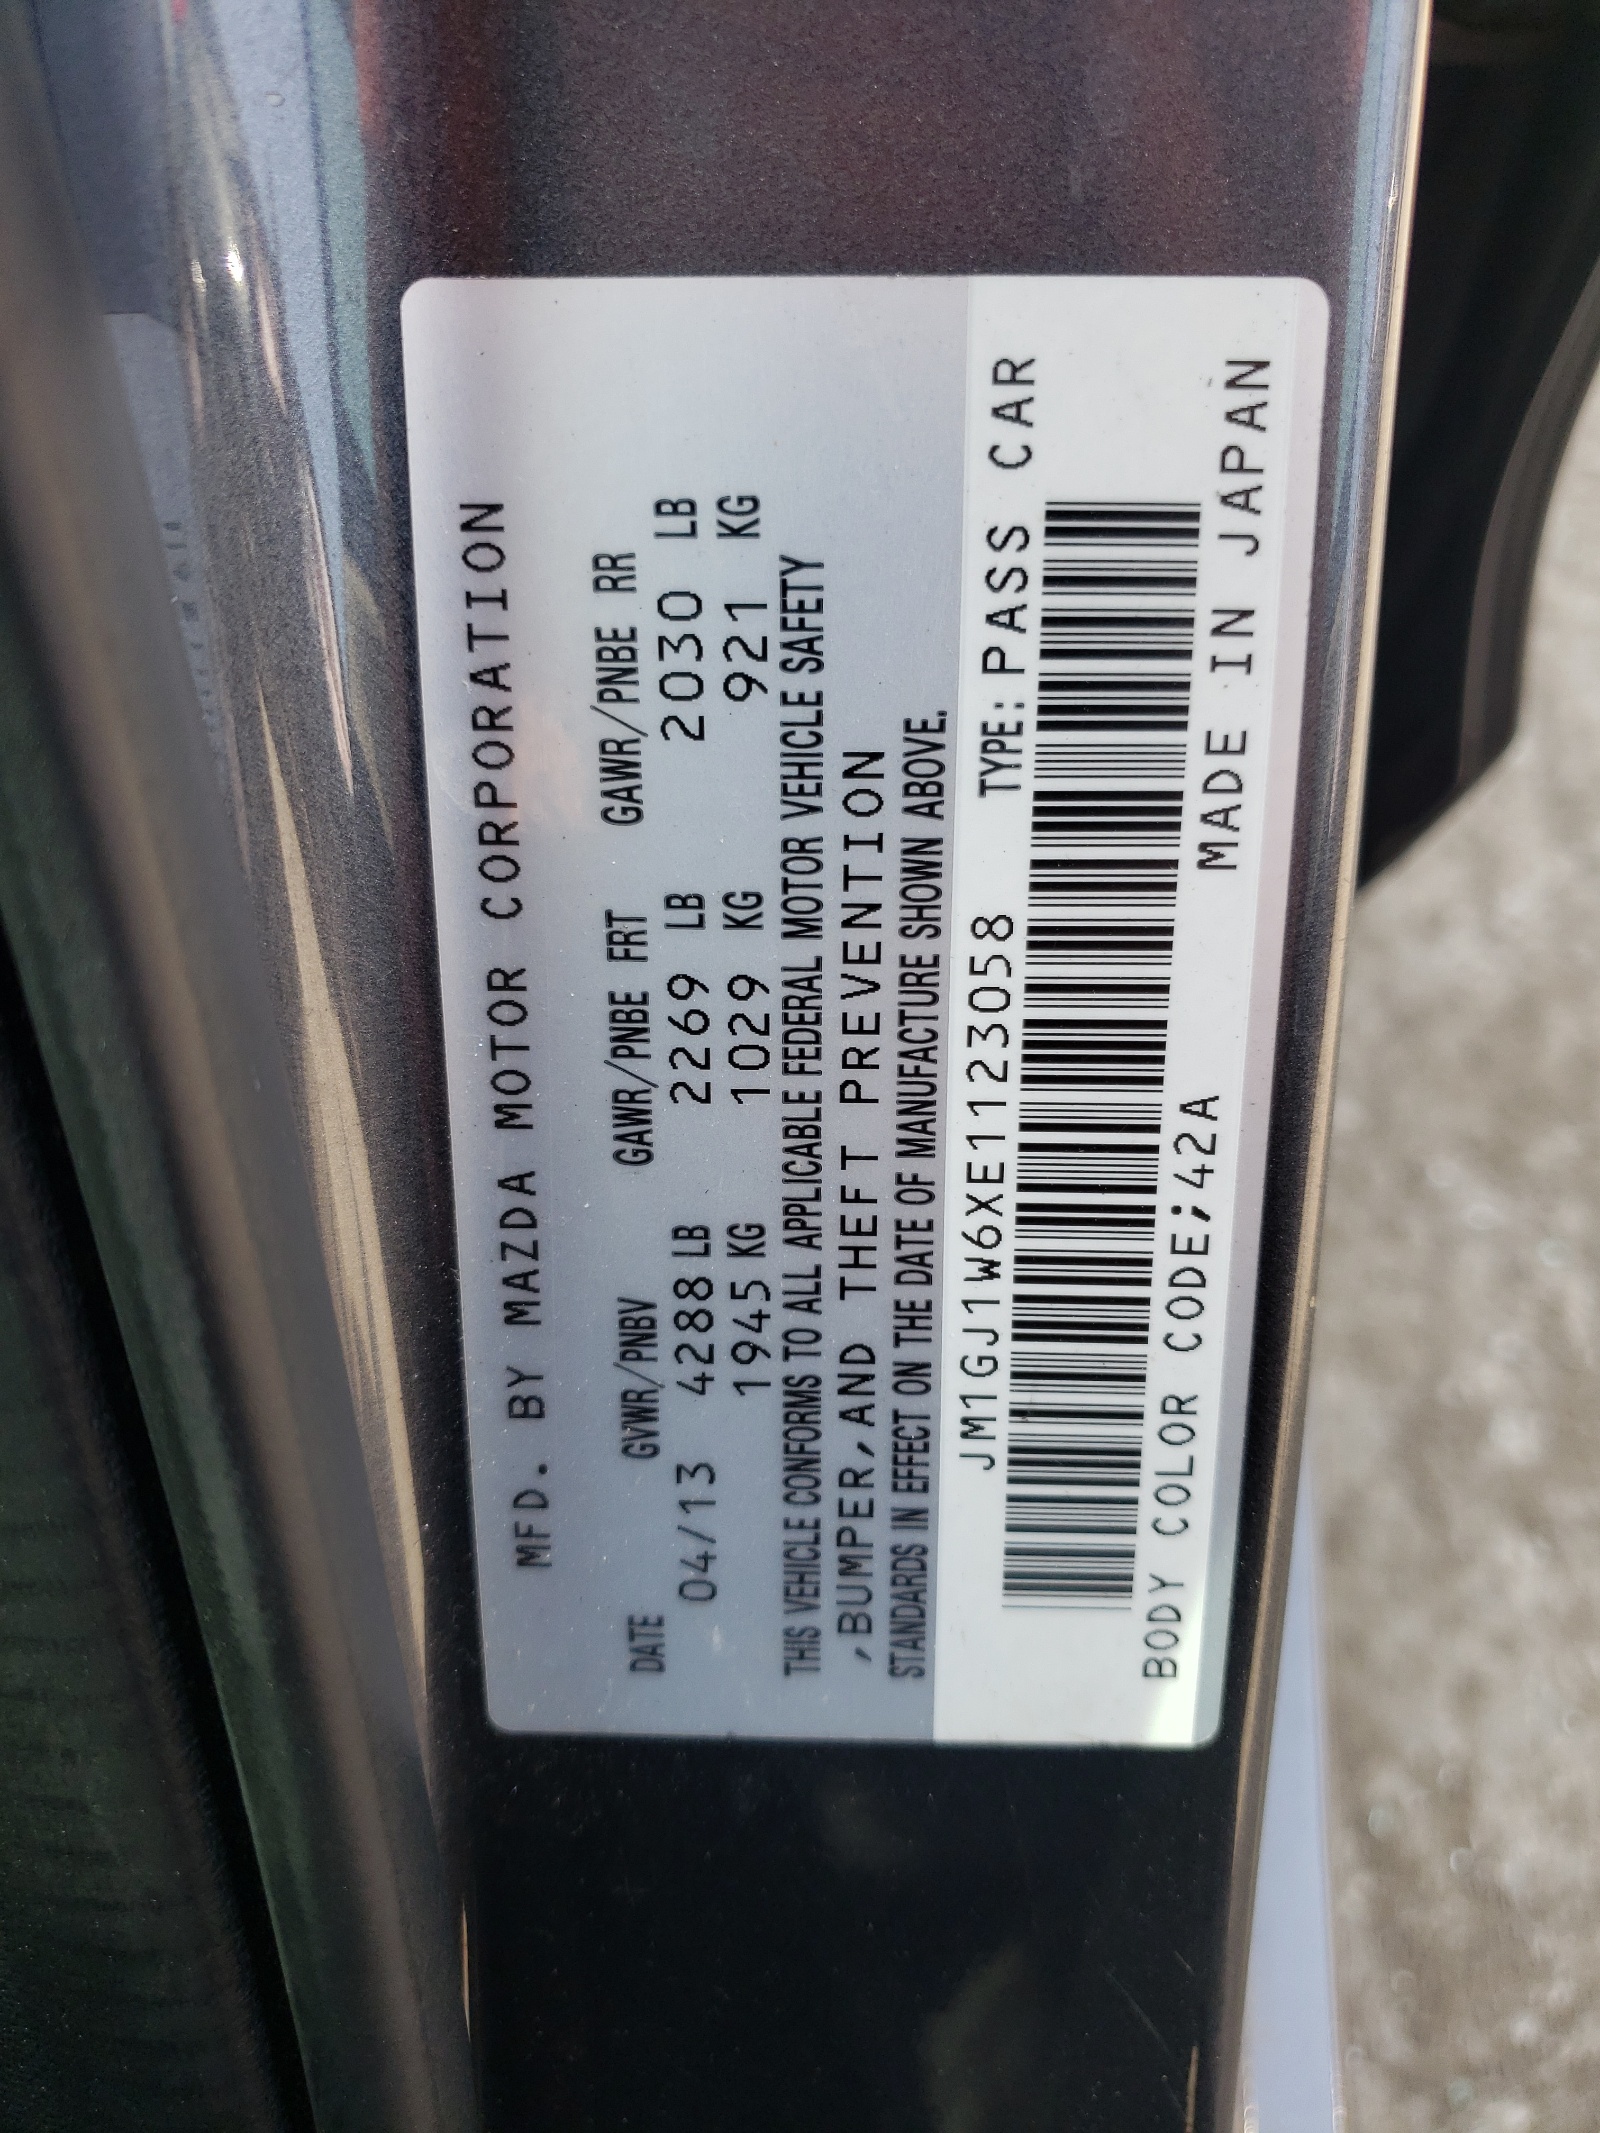 MFD. BY MAZDA MOTOR CORPORATION
DATE GVWR/PNBV GAWR/PNBE FRT GAWR/PNBE RR
04/13 4288 LB 2269 LB 2030 LB
1945 KG 1029 KG 921 KG
THIS VEHICLE CONFORMS TO ALL APPLICABLE FEDERAL MOTOR VEHICLE SAFETY
,BUMPER,AND THEFT PREVENTION
STANDARDS IN EFFECT ON THE DATE OF MANUFACTURE SHOWN ABOVE.
JM1GJ1W6XE1123058 TYPE: PASS CAR
BODY COLOR CODE;42A MADE IN JAPAN